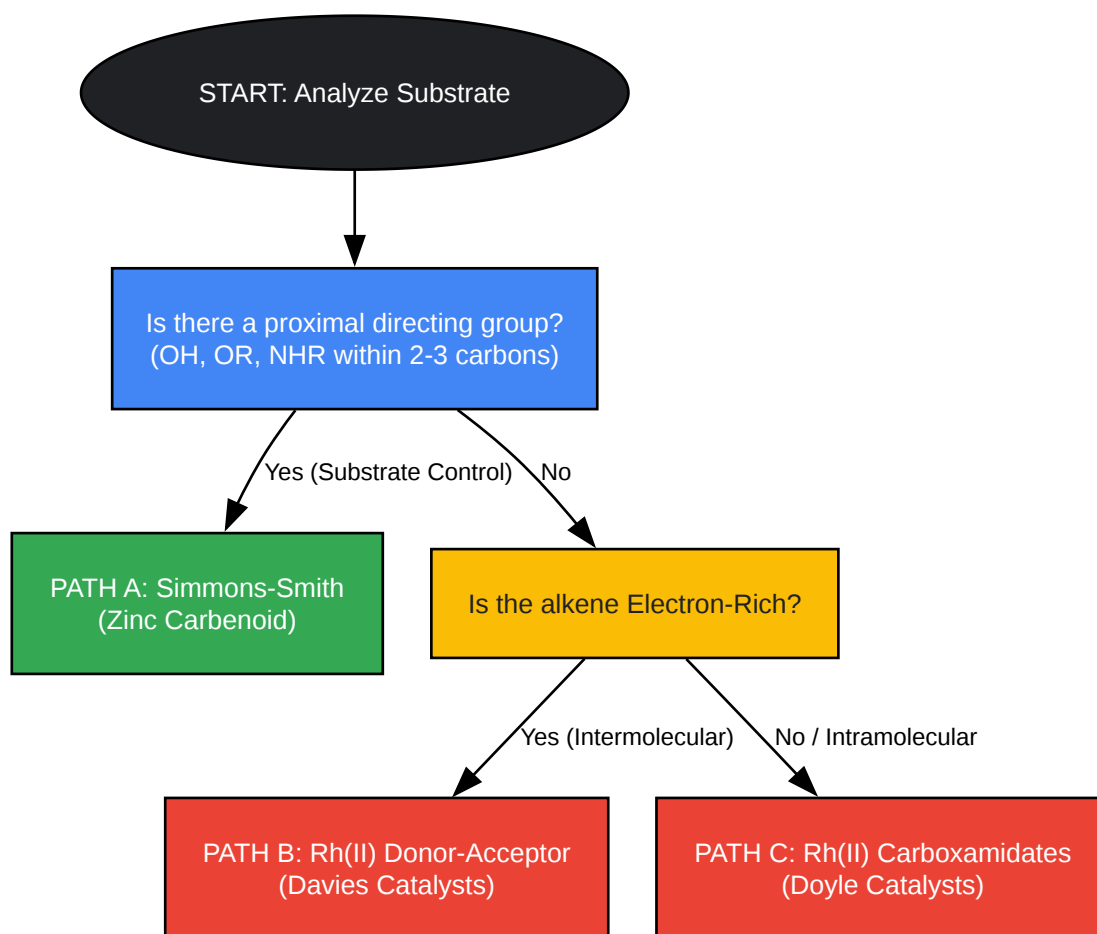 START: Analyze Substrate
Is there a proximal directing group?
(OH, OR, NHR within 2-3 carbons)
Yes (Substrate Control)
No
PATH A: Simmons-Smith
(Zinc Carbenoid)
Is the alkene Electron-Rich?
Yes (Intermolecular)
No / Intramolecular
PATH B: Rh(II) Donor-Acceptor
(Davies Catalysts)
PATH C: Rh(II) Carboxamidates
(Doyle Catalysts)